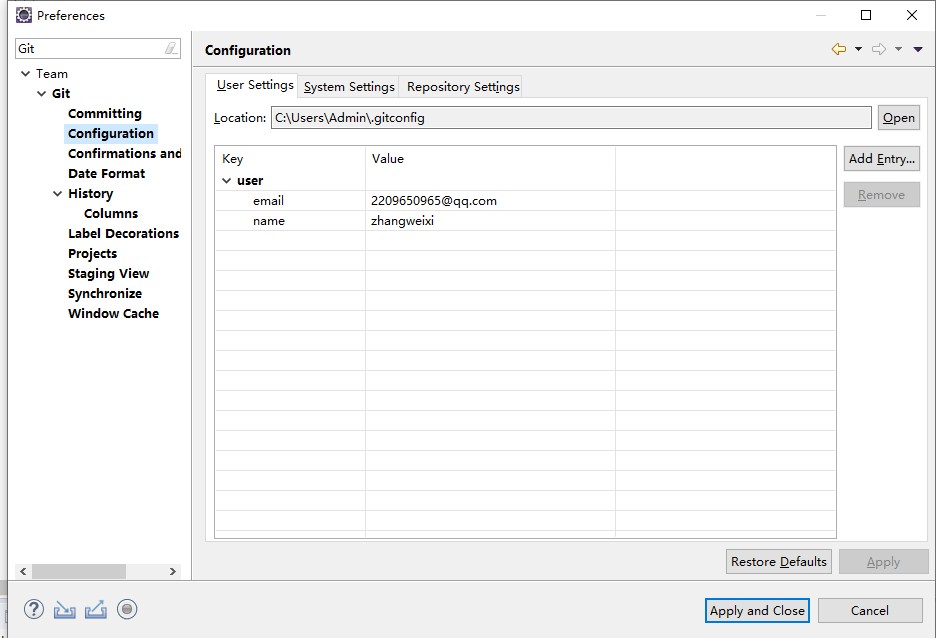 Preferences
Git
Team
Git
Committing
Configuration
Confirmations and
Date Format
History
Columns
Label Decorations
Projects
Staging View
Synchronize
Window Cache
Configuration
User Settings System Settings Repository Settings
Location: C:\Users\Admin\.gitconfig Open
Key Value Add Entry...
user
Remove
email 2209650965@qq.com
name zhangweixi
Restore Defaults Apply
? Apply and Close Cancel